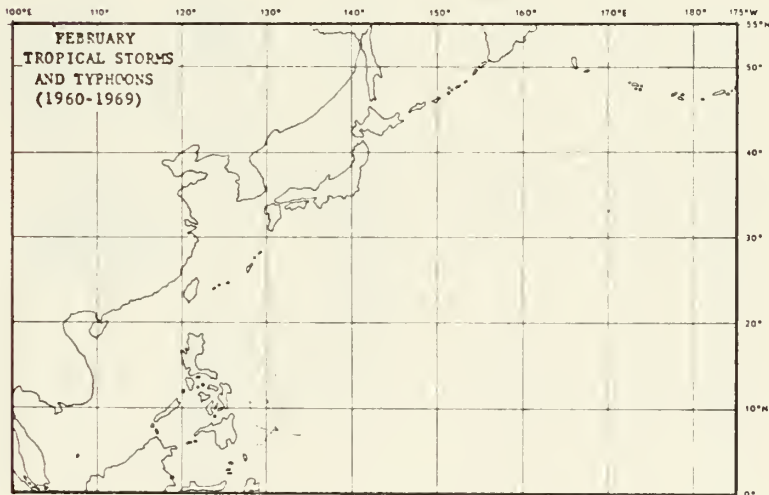 100°E 110° 120° 130° 140° 150° 160° 170°E 180° 175°W
FEBRUARY
TROPICAL STORMS
AND TYPHOONS
(1960-1969)
55°N
50°
40°
30°
20°
10°N
0°